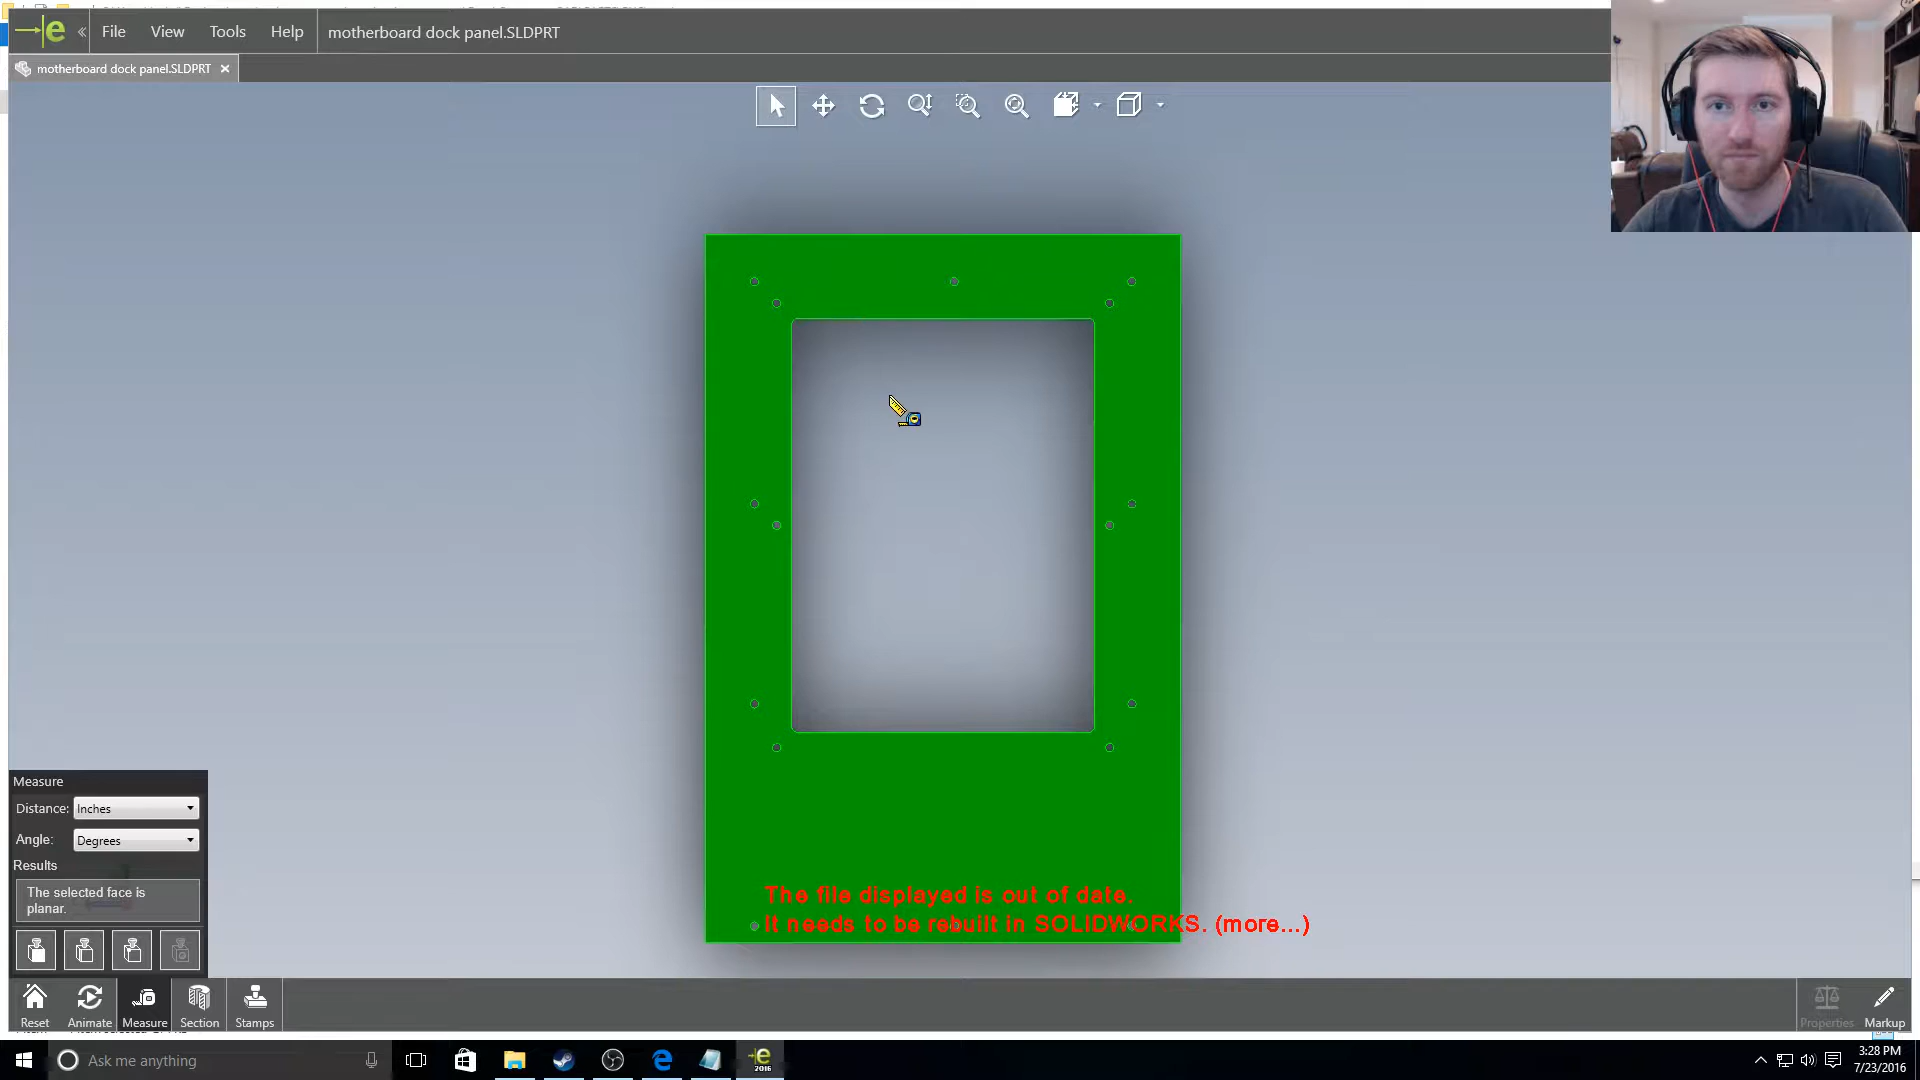 File View Tools Help motherboard dock panel.SLDPRT
motherboard dock panel.SLDPRT
Measure
Distance: Inches
Angle: Degrees
Results
The selected face is
planar.
The file displayed is out of date.
It needs to be rebuilt in SOLIDWORKS. (more...)
Reset Animate Measure Section Stamps Properties Markup
Ask me anything
2016
3:28 PM
7/23/2016